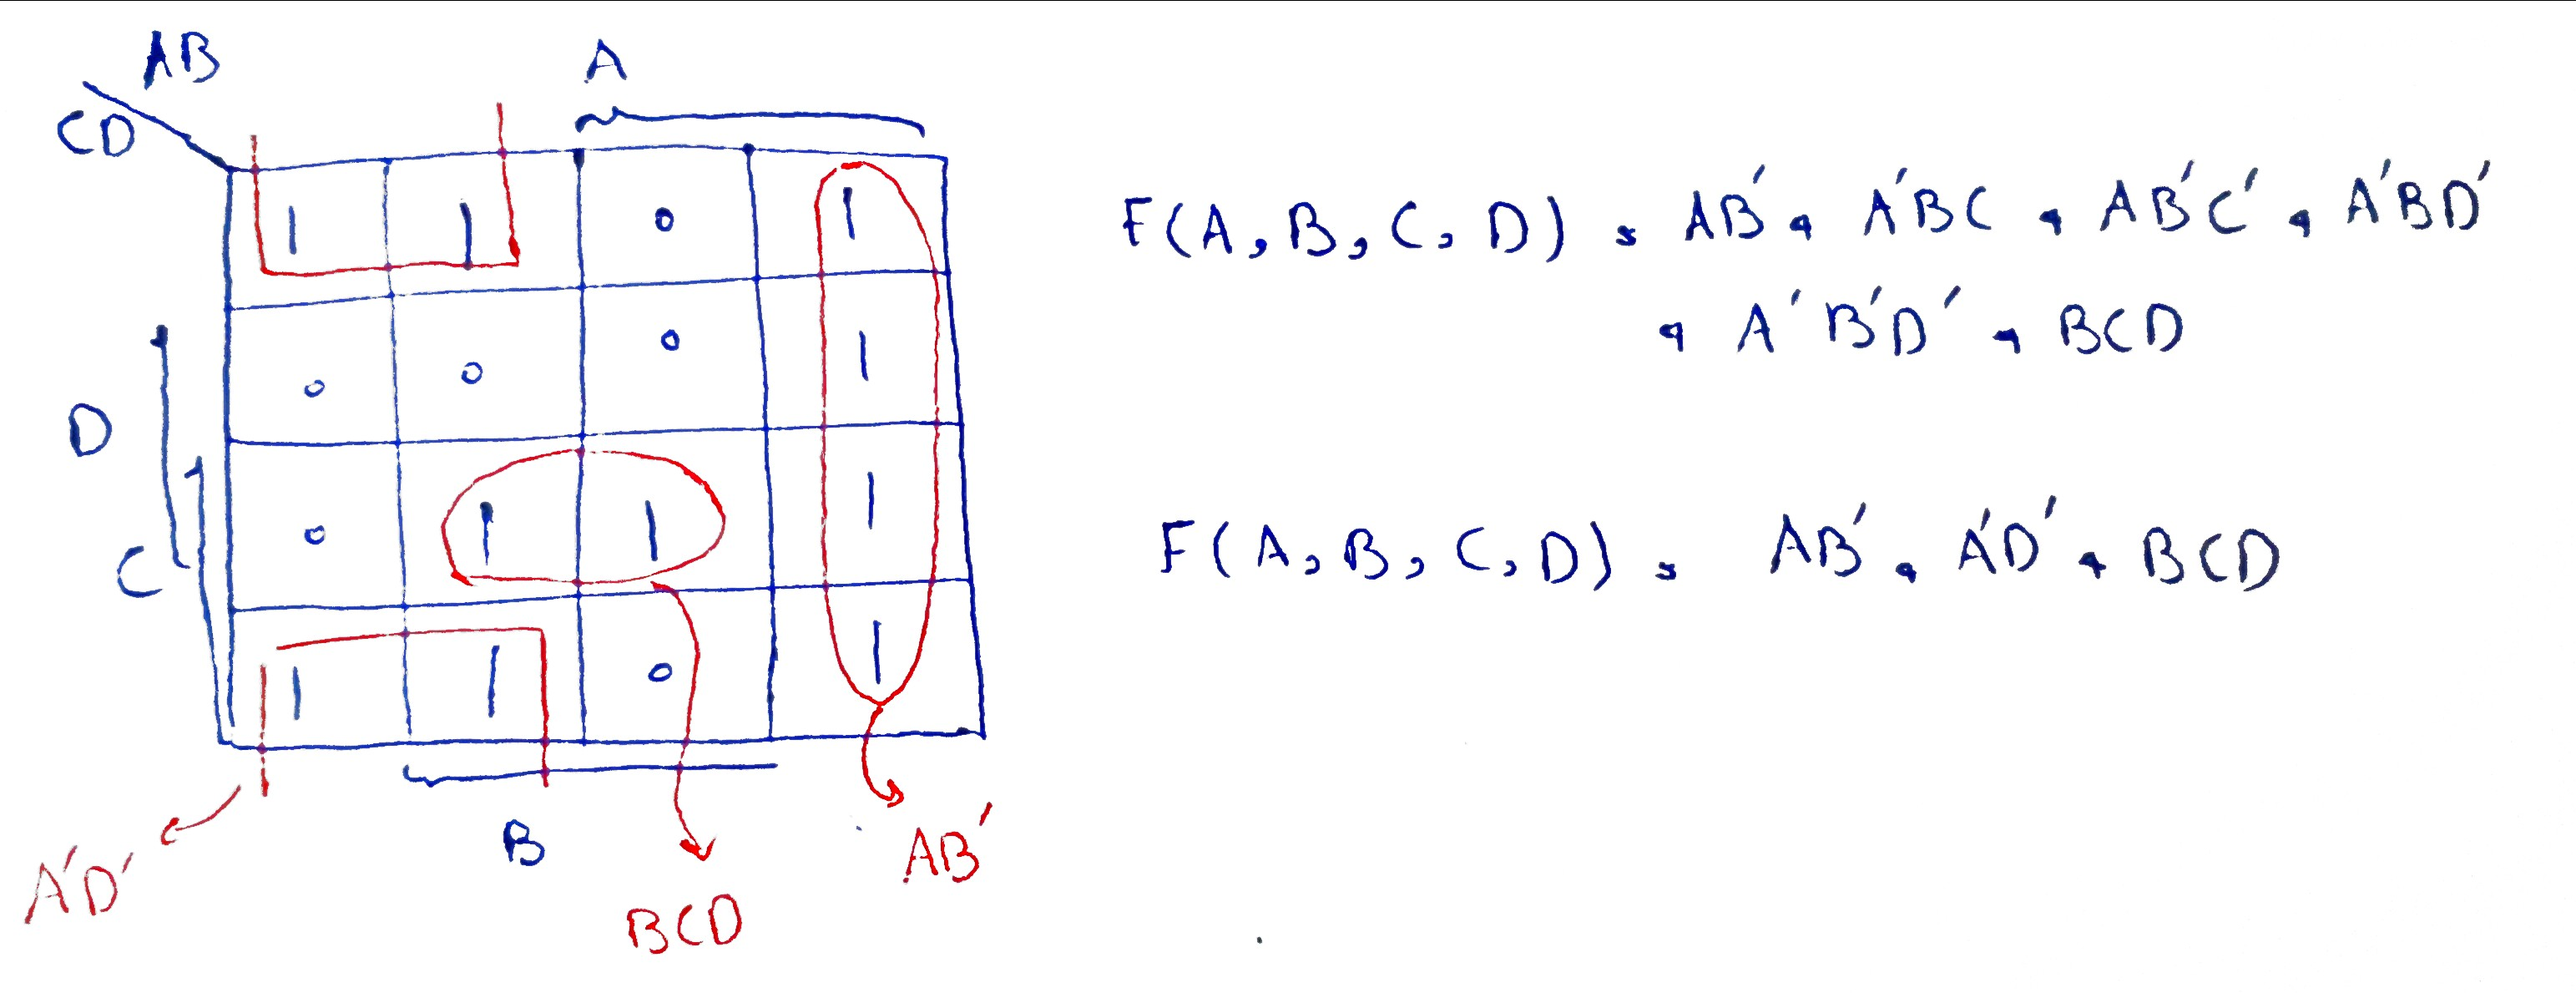 AB
A
CD
1 1 0 1
0 0 0 1
D
0 1 1 1
C
1 1 0 1
A'D'
B
BCD
AB'
F(A,B,C,D) = AB' + A'BC + AB'C' + A'BD'
+ A'B'D' + BCD
F(A,B,C,D) = AB' + A'D' + BCD